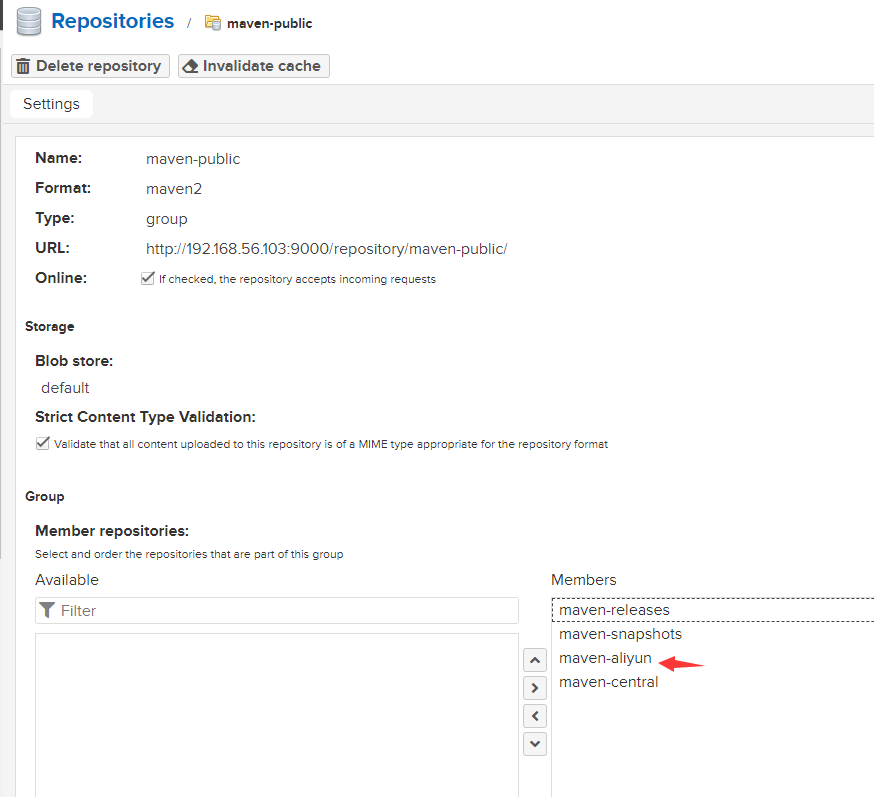 Repositories / maven-public
Delete repository Invalidate cache
Settings
Name: maven-public
Format: maven2
Type: group
URL: http://192.168.56.103:9000/repository/maven-public/
Online: If checked, the repository accepts incoming requests
Storage
Blob store:
default
Strict Content Type Validation:
Validate that all content uploaded to this repository is of a MIME type appropriate for the repository format
Group
Member repositories:
Select and order the repositories that are part of this group
Available
Filter
Members
maven-releases
maven-snapshots
maven-aliyun
maven-central